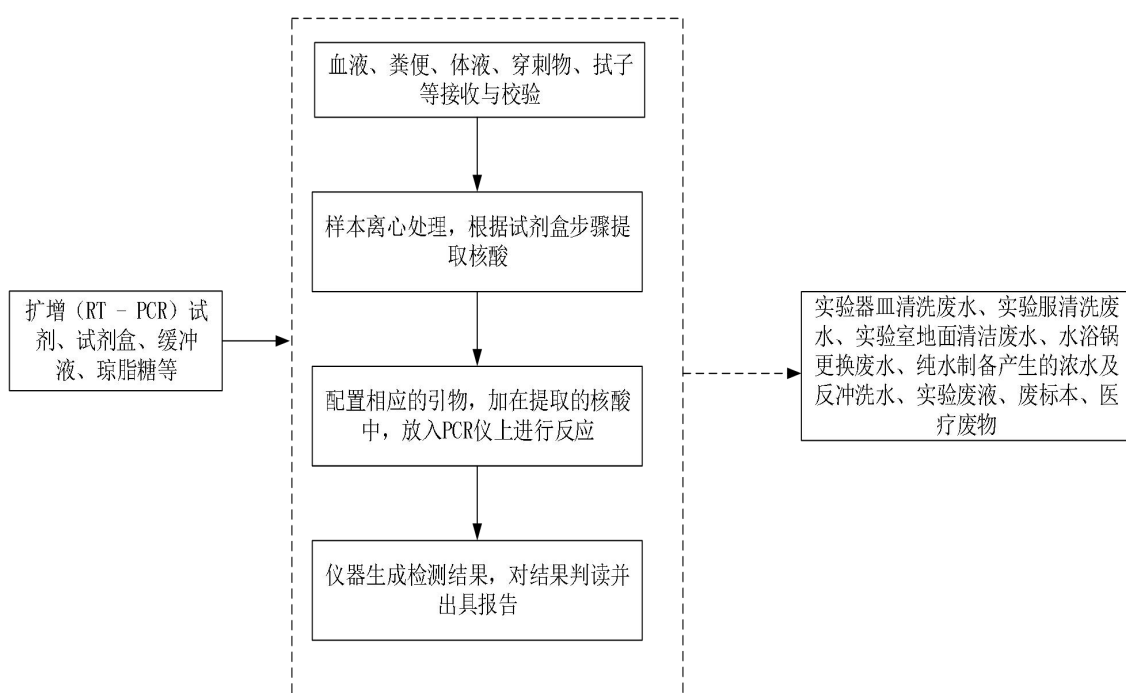 血液、粪便、体液、穿刺物、拭子
等接收与校验
样本离心处理，根据试剂盒步骤提
取核酸
扩增（RT - PCR）试
剂、试剂盒、缓冲
液、琼脂糖等
配置相应的引物，加在提取的核酸
中，放入PCR仪上进行反应
仪器生成检测结果，对结果判读并
出具报告
实验器皿清洗废水、实验服清洗废
水、实验室地面清洁废水、水浴锅
更换废水、纯水制备产生的浓水及
反冲洗水、实验废液、废标本、医
疗废物